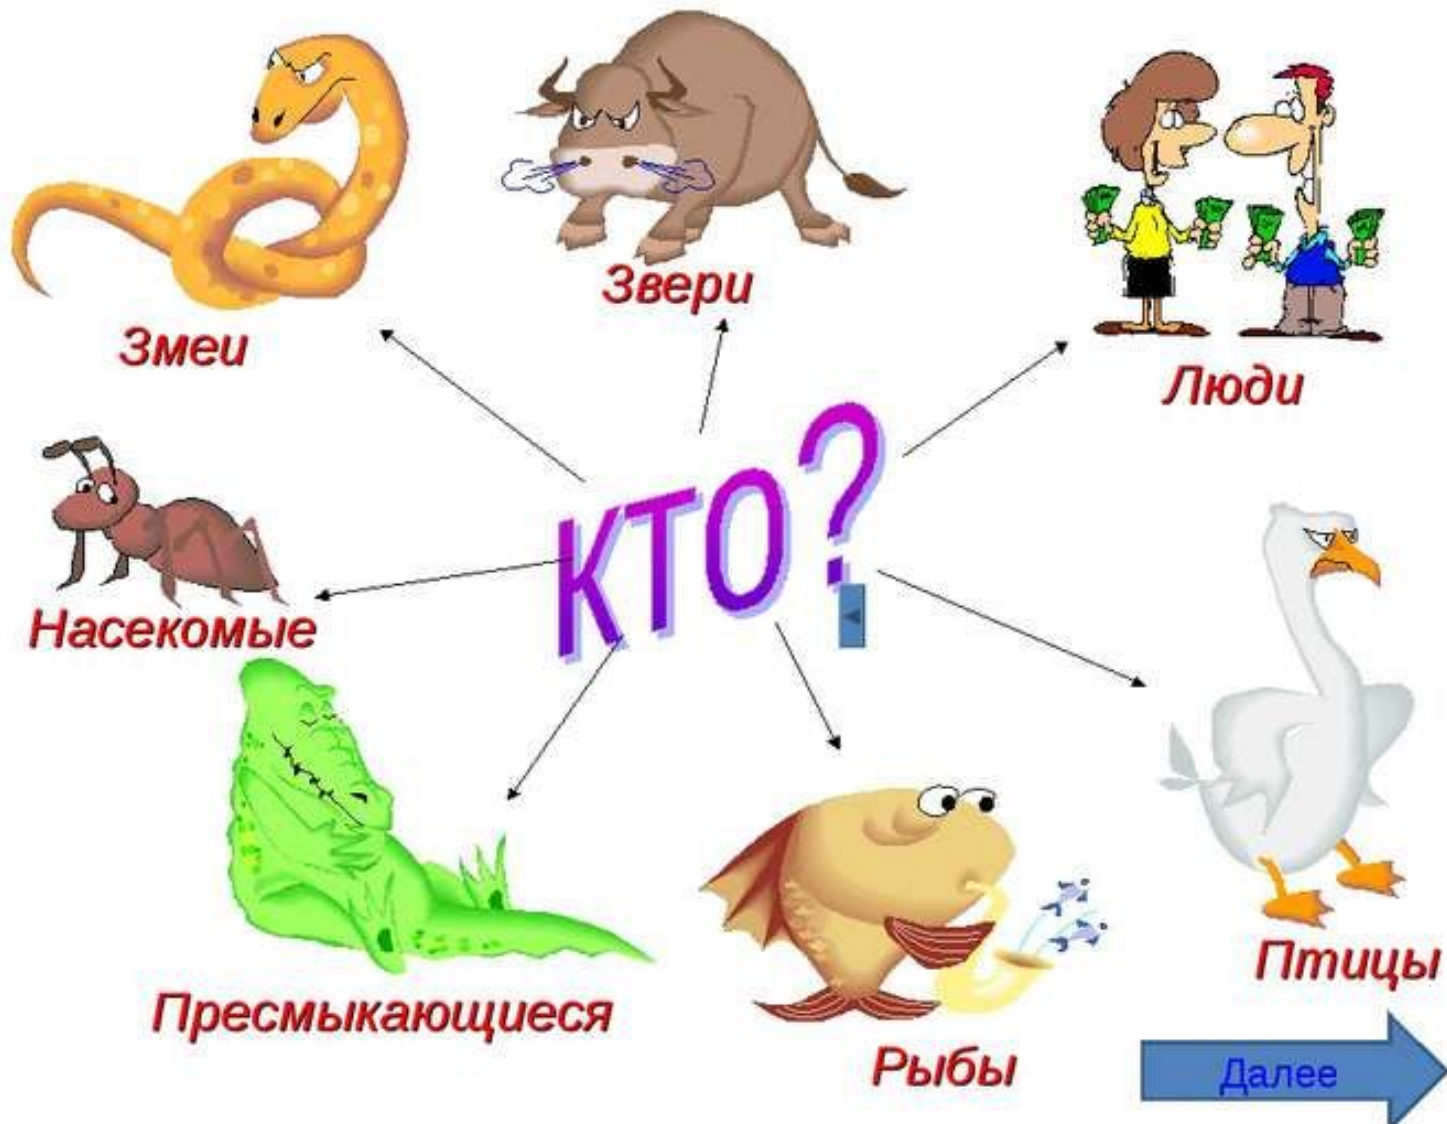 Звери
Змеи
Люди
КТО?
Насекомые
Птицы
Пресмыкающиеся
Рыбы
Далее